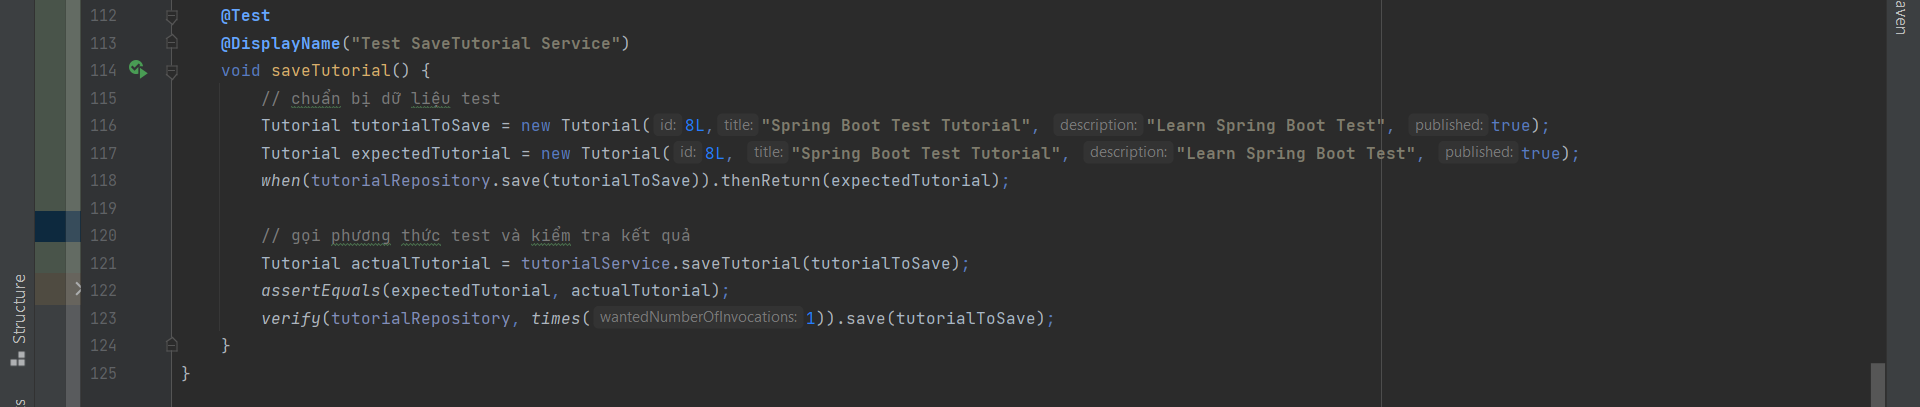 112 @Test
113 @DisplayName("Test SaveTutorial Service")
114 void saveTutorial() {
115 // chuẩn bị dữ liệu test
116 Tutorial tutorialToSave = new Tutorial( id: 8L, title: "Spring Boot Test Tutorial", description: "Learn Spring Boot Test", published: true);
117 Tutorial expectedTutorial = new Tutorial( id: 8L, title: "Spring Boot Test Tutorial", description: "Learn Spring Boot Test", published: true);
118 when(tutorialRepository.save(tutorialToSave)).thenReturn(expectedTutorial);
119
120 // gọi phương thức test và kiểm tra kết quả
121 Tutorial actualTutorial = tutorialService.saveTutorial(tutorialToSave);
122 assertEquals(expectedTutorial, actualTutorial);
123 verify(tutorialRepository, times( wantedNumberOfInvocations: 1)).save(tutorialToSave);
124 }
125 }
Structure
aven